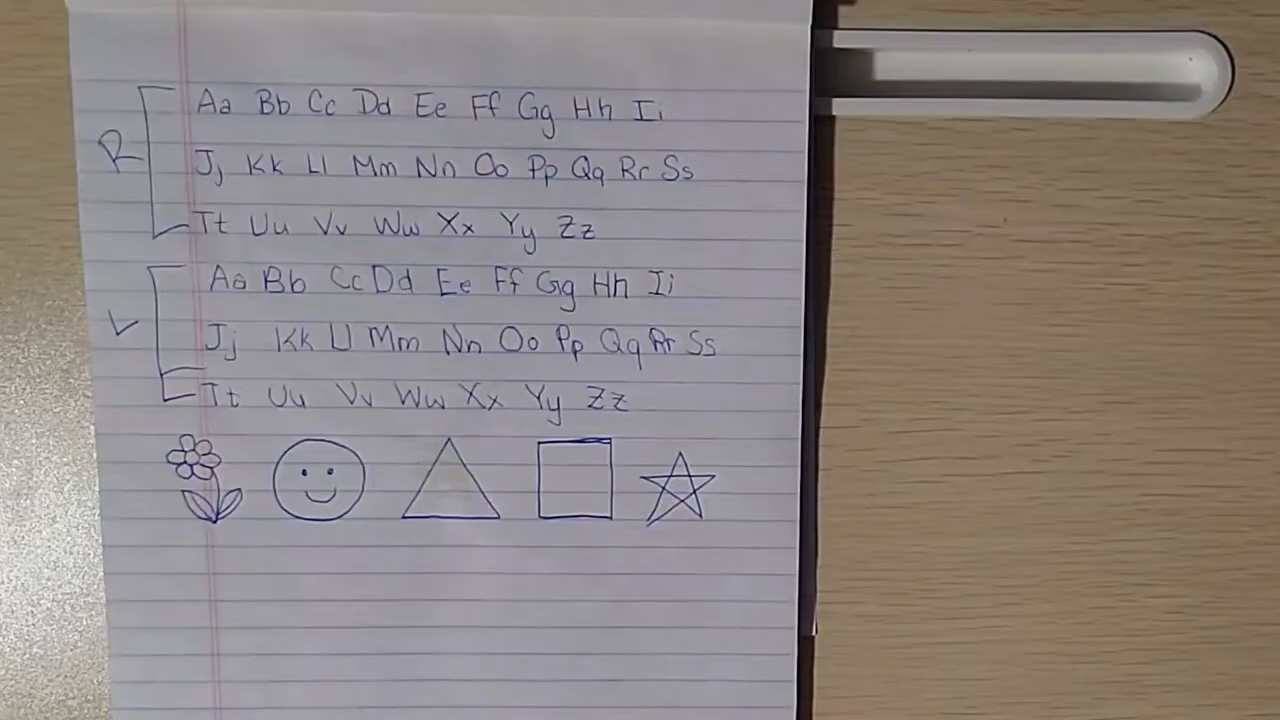 R
Aa Bb Cc Dd Ee Ff Gg Hh Ii
Jj Kk Ll Mm Nn Oo Pp Qq Rr Ss
Tt Uu Vv Ww Xx Yy Zz
L
Aa Bb Cc Dd Ee Ff Gg Hh Ii
Jj Kk Ll Mm Nn Oo Pp Qq Rr Ss
Tt Uu Vv Ww Xx Yy Zz